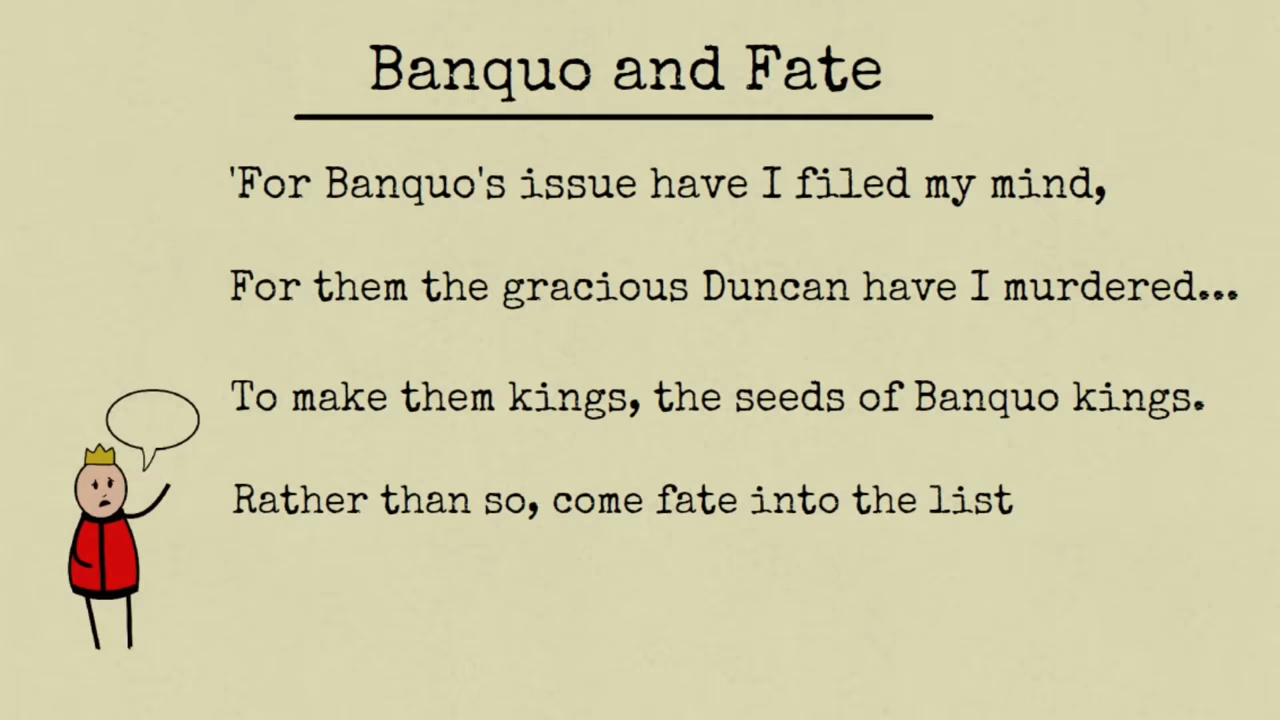 Banquo and Fate
'For Banquo's issue have I filed my mind,
For them the gracious Duncan have I murdered...
To make them kings, the seeds of Banquo kings.
Rather than so, come fate into the list